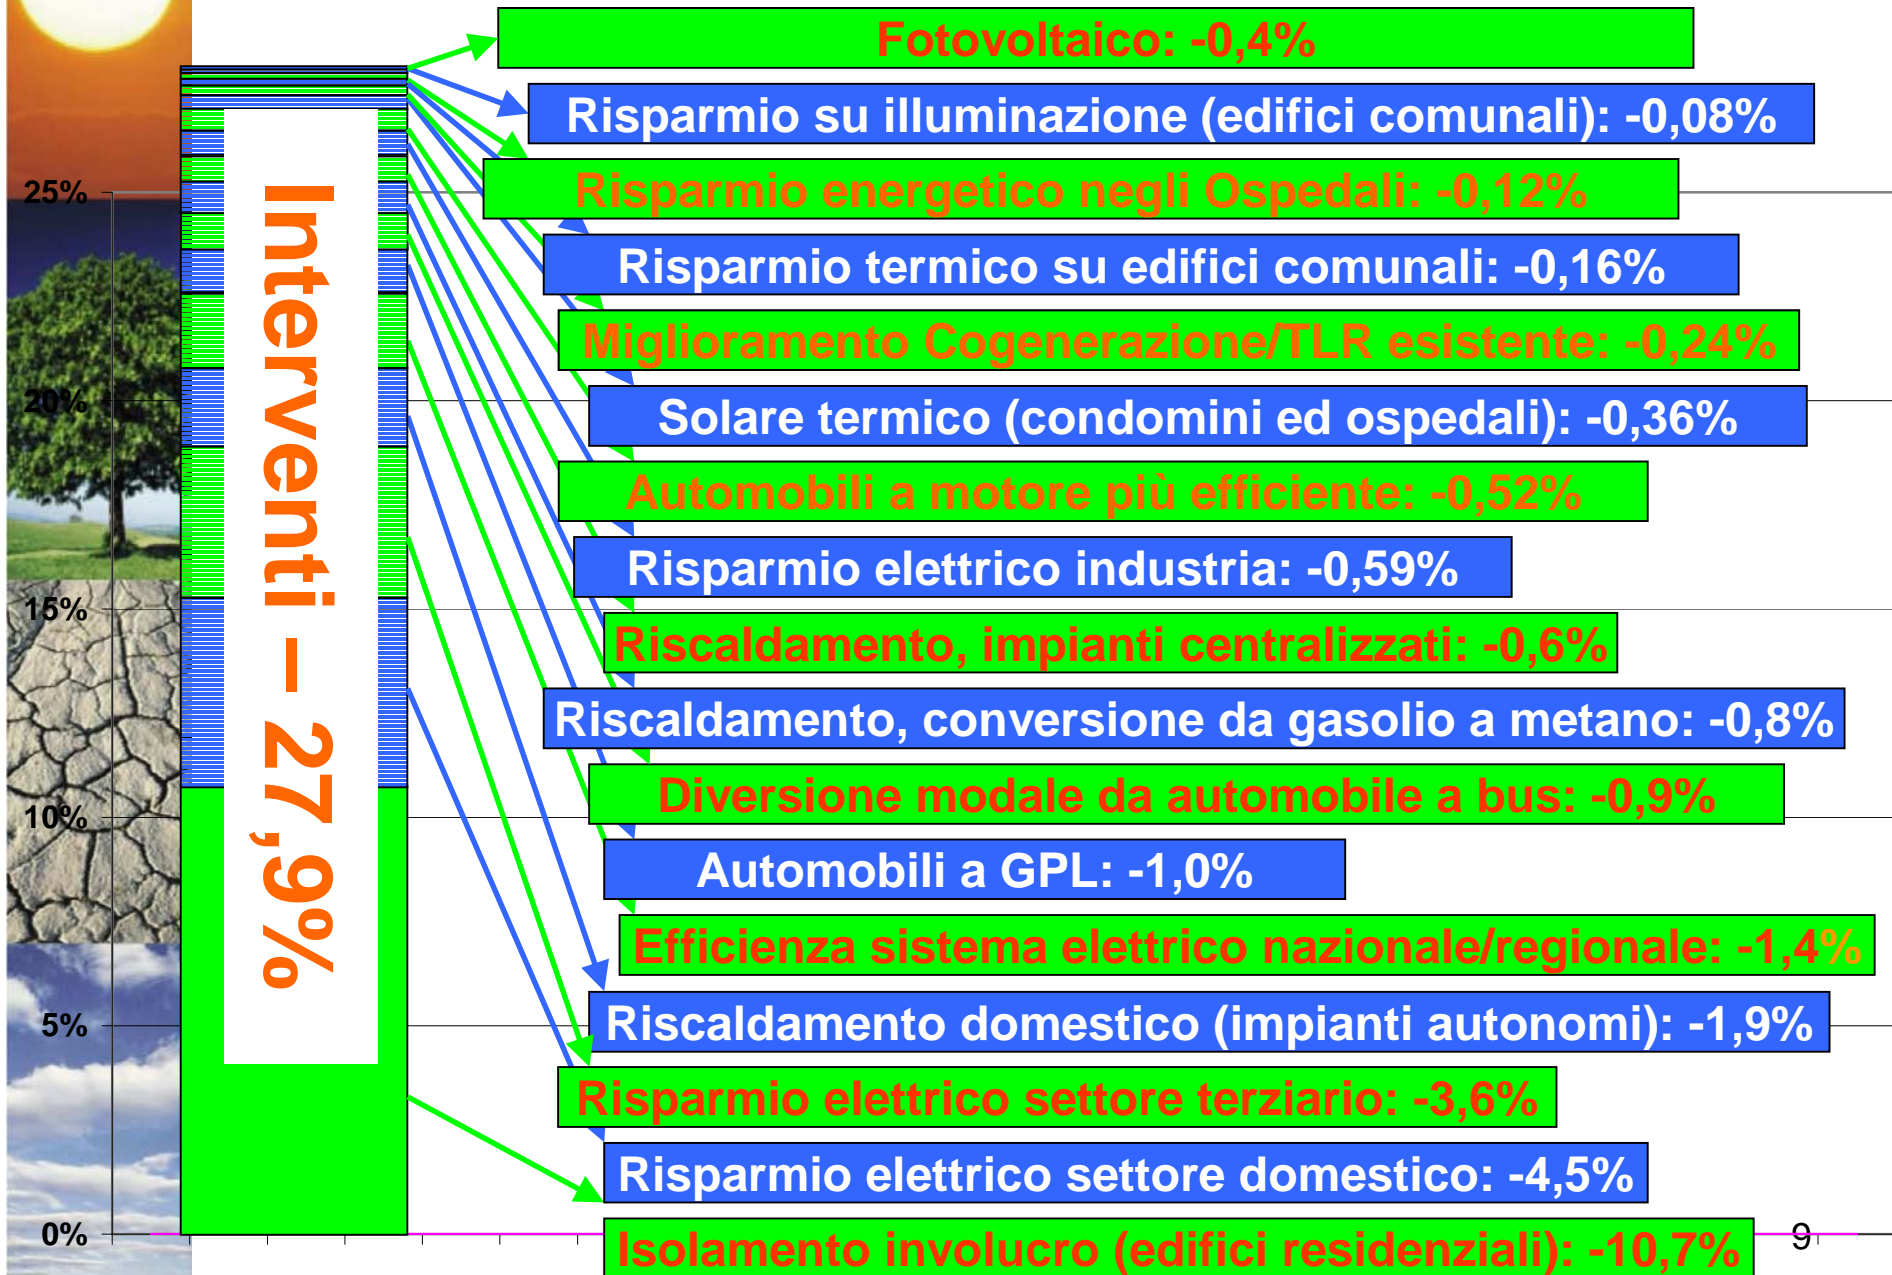 Fotovoltaico: -0,4%
Risparmio su illuminazione (edifici comunali): -0,08%
25%
Risparmio energetico negli Ospedali: -0,12%
Risparmio termico su edifici comunali: -0,16%
Miglioramento Cogenerazione/TLR esistente: -0,24%
20%
Solare termico (condomini ed ospedali): -0,36%
Automobili a motore più efficiente: -0,52%
Risparmio elettrico industria: -0,59%
Interventi – 27,9%
15%
Riscaldamento, impianti centralizzati: -0,6%
Riscaldamento, conversione da gasolio a metano: -0,8%
Diversione modale da automobile a bus: -0,9%
10%
Automobili a GPL: -1,0%
Efficienza sistema elettrico nazionale/regionale: -1,4%
5%
Riscaldamento domestico (impianti autonomi): -1,9%
Risparmio elettrico settore terziario: -3,6%
Risparmio elettrico settore domestico: -4,5%
0%
Isolamento involucro (edifici residenziali): -10,7%
9